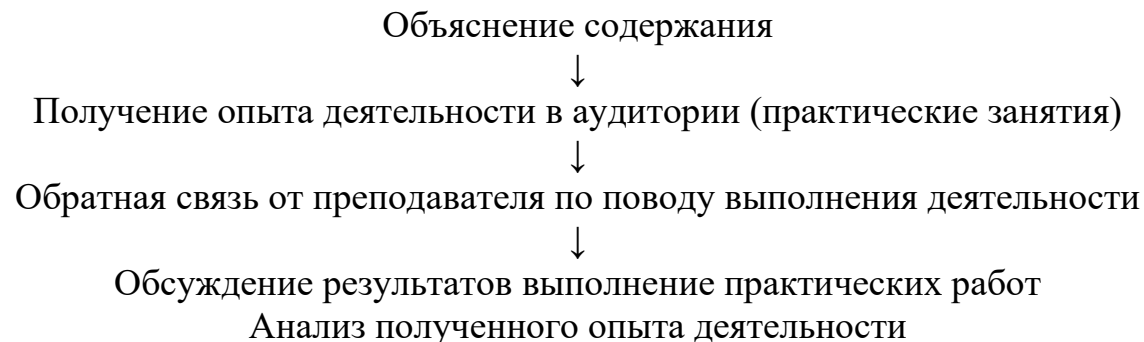 Объяснение содержания
↓
Получение опыта деятельности в аудитории (практические занятия)
↓
Обратная связь от преподавателя по поводу выполнения деятельности
↓
Обсуждение результатов выполнение практических работ
Анализ полученного опыта деятельности